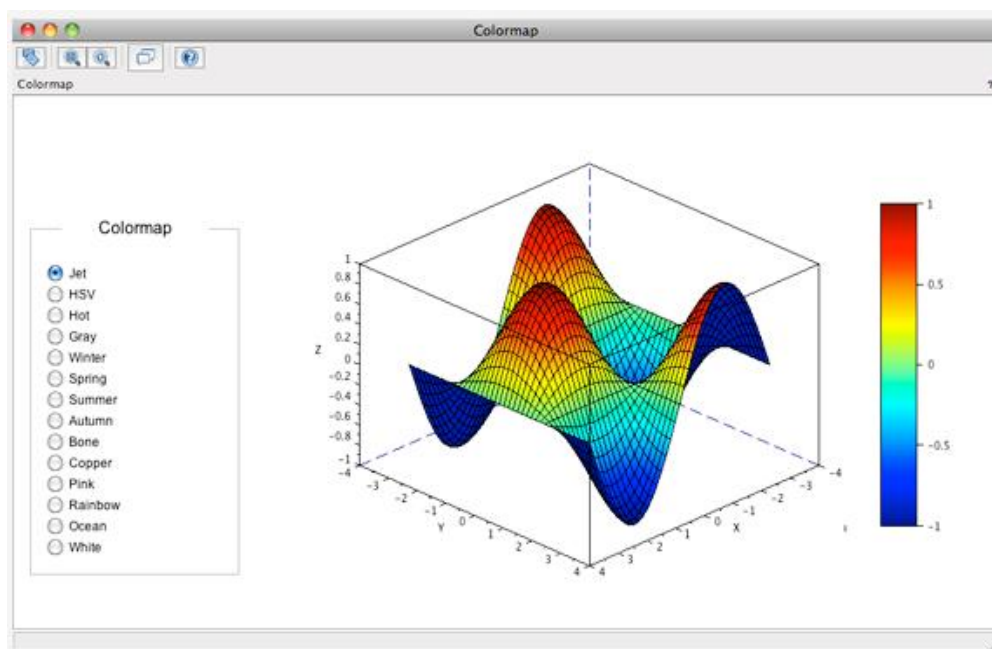 Colormap
Colormap
Colormap
Jet
HSV
Hot
Gray
Winter
Spring
Summer
Autumn
Bone
Copper
Pink
Rainbow
Ocean
White
Z
1
0.8
0.6
0.4
0.2
0
-0.2
-0.4
-0.6
-0.8
-1
-4
-3
-2
-1
0
1
2
3
4
Y
4
3
2
1
0
-1
-2
-3
-4
X
1
0.5
0
-0.5
-1